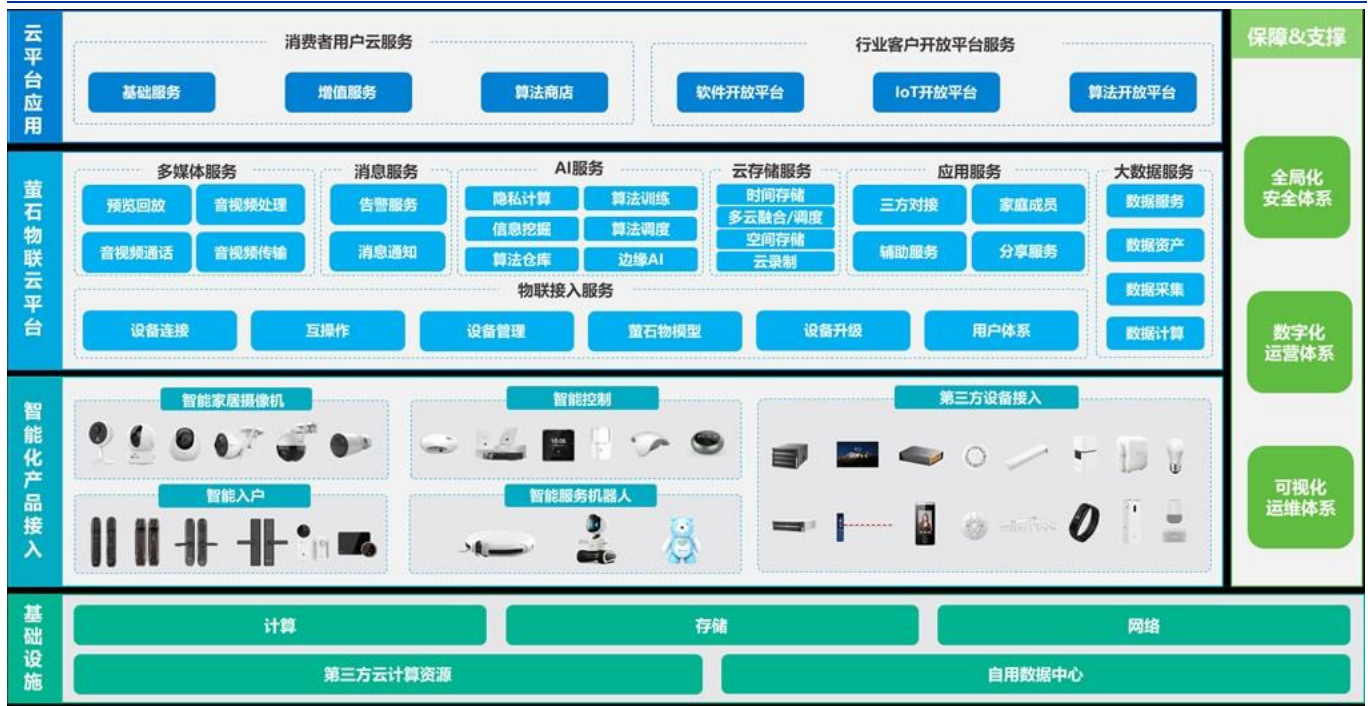 云平台应用
消费者用户云服务
基础服务
增值服务
算法商店
行业客户开放平台服务
软件开放平台
IoT开放平台
算法开放平台
萤石物联云平台
多媒体服务
预览回放
音视频处理
音视频通话
音视频传输
消息服务
告警服务
消息通知
AI服务
隐私计算
算法训练
信息挖掘
算法调度
算法仓库
边缘AI
云存储服务
时间存储
多云融合/调度
空间存储
云录制
应用服务
三方对接
家庭成员
辅助服务
分享服务
大数据服务
数据服务
数据资产
数据采集
数据计算
物联接入服务
设备连接
互操作
设备管理
萤石物模型
设备升级
用户体系
智能化产品接入
智能家居摄像机
智能控制
第三方设备接入
智能入户
智能服务机器人
基础设施
计算
存储
网络
第三方云计算资源
自用数据中心
保障&支撑
全局化
安全体系
数字化
运营体系
可视化
运维体系